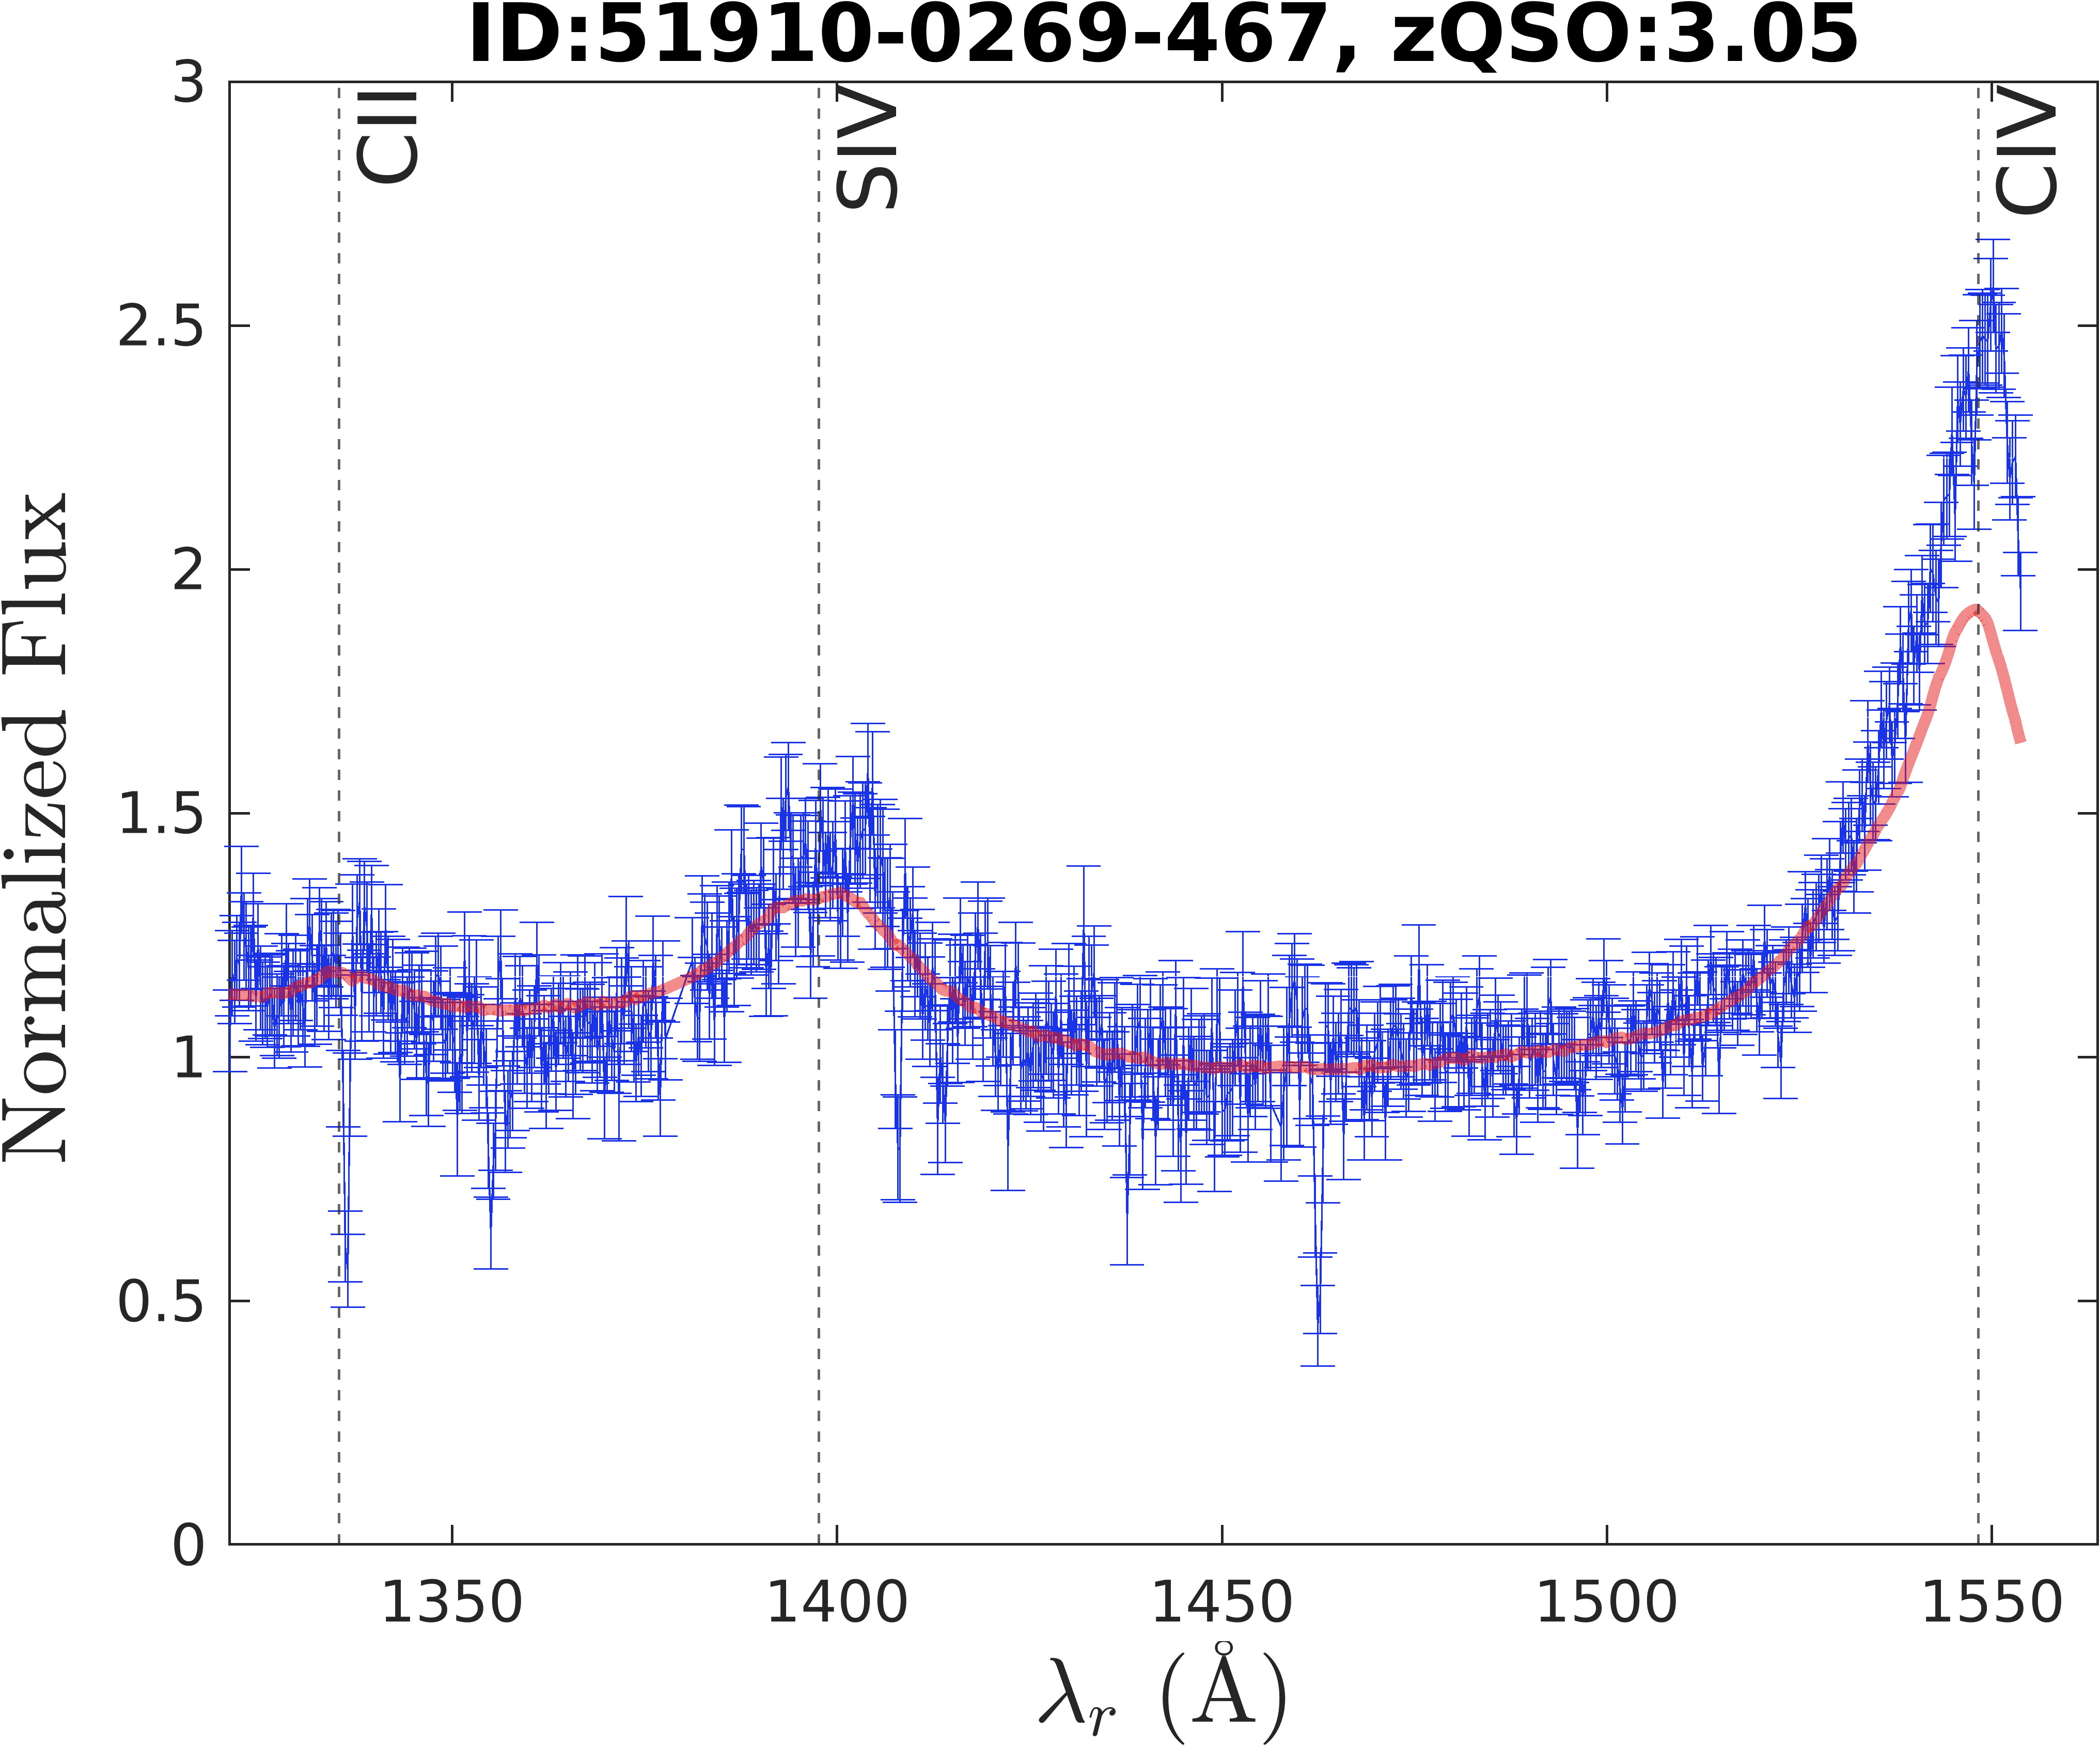 ID:51910-0269-467, zQSO:3.05
3
2.5
2
1.5
1
0.5
0
CII
SIV
CIV
Normalized Flux
1350
1400
1450
1500
1550
λr (Å)